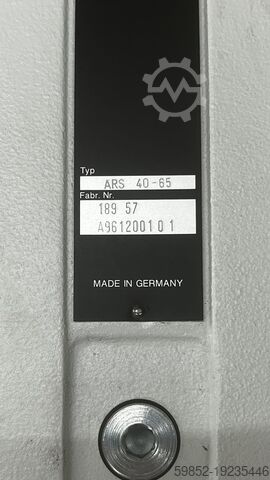 Typ
ARS 40-65
Fabr. Nr.
189 57
A961200101
MADE IN GERMANY
59852-19235446